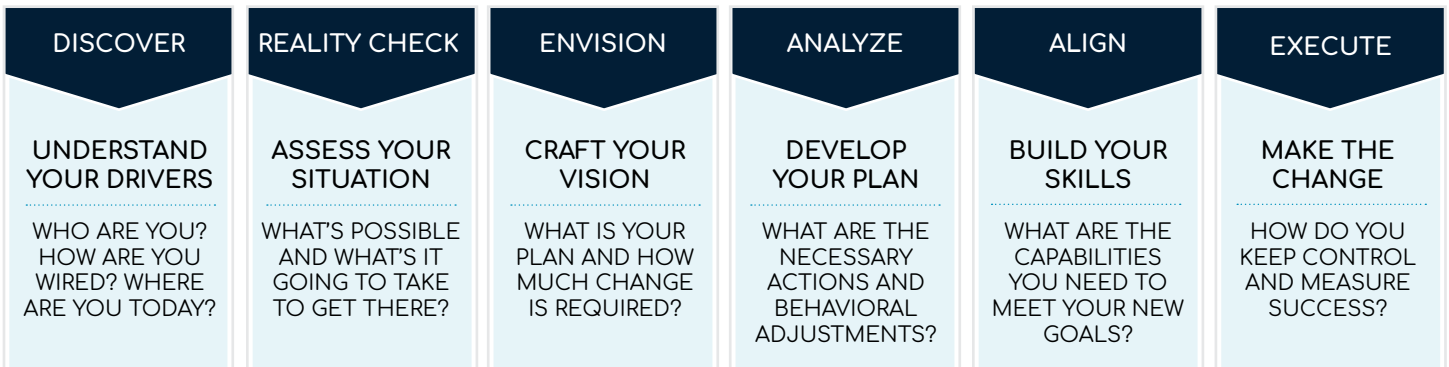 DISCOVER
UNDERSTAND
YOUR DRIVERS
WHO ARE YOU?
HOW ARE YOU
WIRED? WHERE
ARE YOU TODAY?
REALITY CHECK
ASSESS YOUR
SITUATION
WHAT'S POSSIBLE
AND WHAT'S IT
GOING TO TAKE
TO GET THERE?
ENVISION
CRAFT YOUR
VISION
WHAT IS YOUR
PLAN AND HOW
MUCH CHANGE
IS REQUIRED?
ANALYZE
DEVELOP
YOUR PLAN
WHAT ARE THE
NECESSARY
ACTIONS AND
BEHAVIORAL
ADJUSTMENTS?
ALIGN
BUILD YOUR
SKILLS
WHAT ARE THE
CAPABILITIES
YOU NEED TO
MEET YOUR NEW
GOALS?
EXECUTE
MAKE THE
CHANGE
HOW DO YOU
KEEP CONTROL
AND MEASURE
SUCCESS?